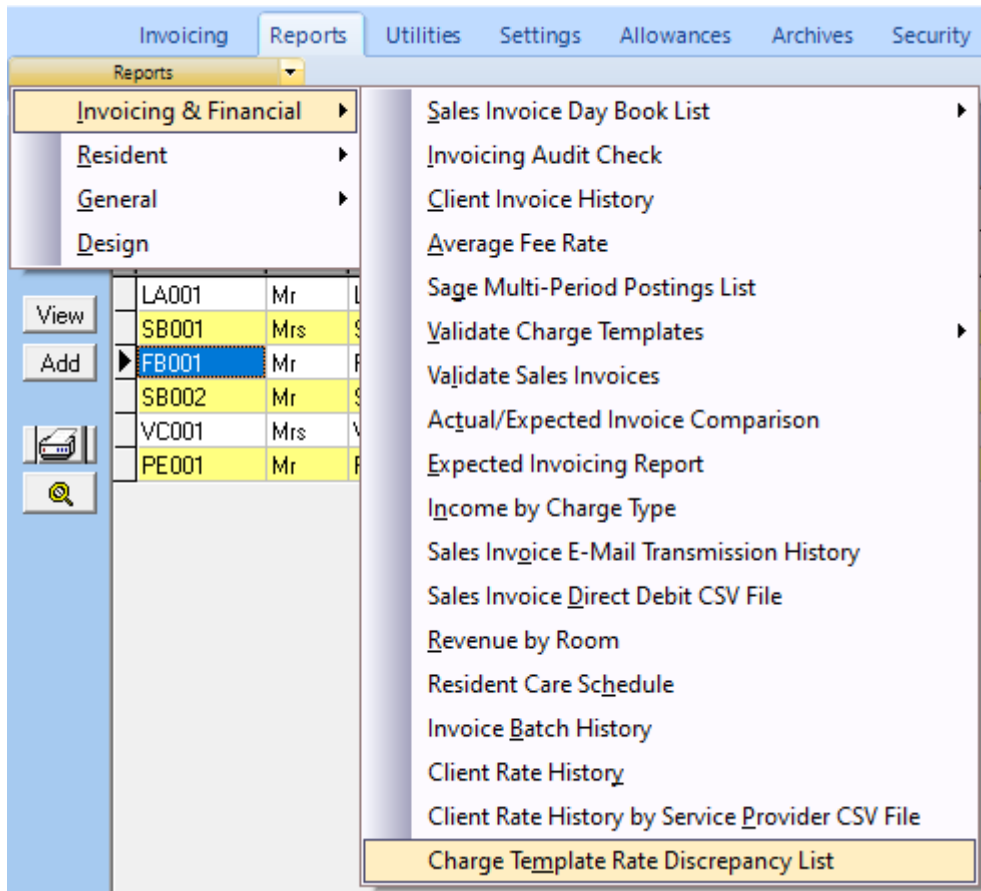 Invoicing Reports Utilities Settings Allowances Archives Security
Reports
Invoicing & Financial
Resident
General
Design
Sales Invoice Day Book List
Invoicing Audit Check
Client Invoice History
Average Fee Rate
Sage Multi-Period Postings List
Validate Charge Templates
Validate Sales Invoices
Actual/Expected Invoice Comparison
Expected Invoicing Report
Income by Charge Type
Sales Invoice E-Mail Transmission History
Sales Invoice Direct Debit CSV File
Revenue by Room
Resident Care Schedule
Invoice Batch History
Client Rate History
Client Rate History by Service Provider CSV File
Charge Template Rate Discrepancy List
View
Add
LA001 Mr
SB001 Mrs
FB001 Mr
SB002 Mr
VC001 Mrs
PE001 Mr